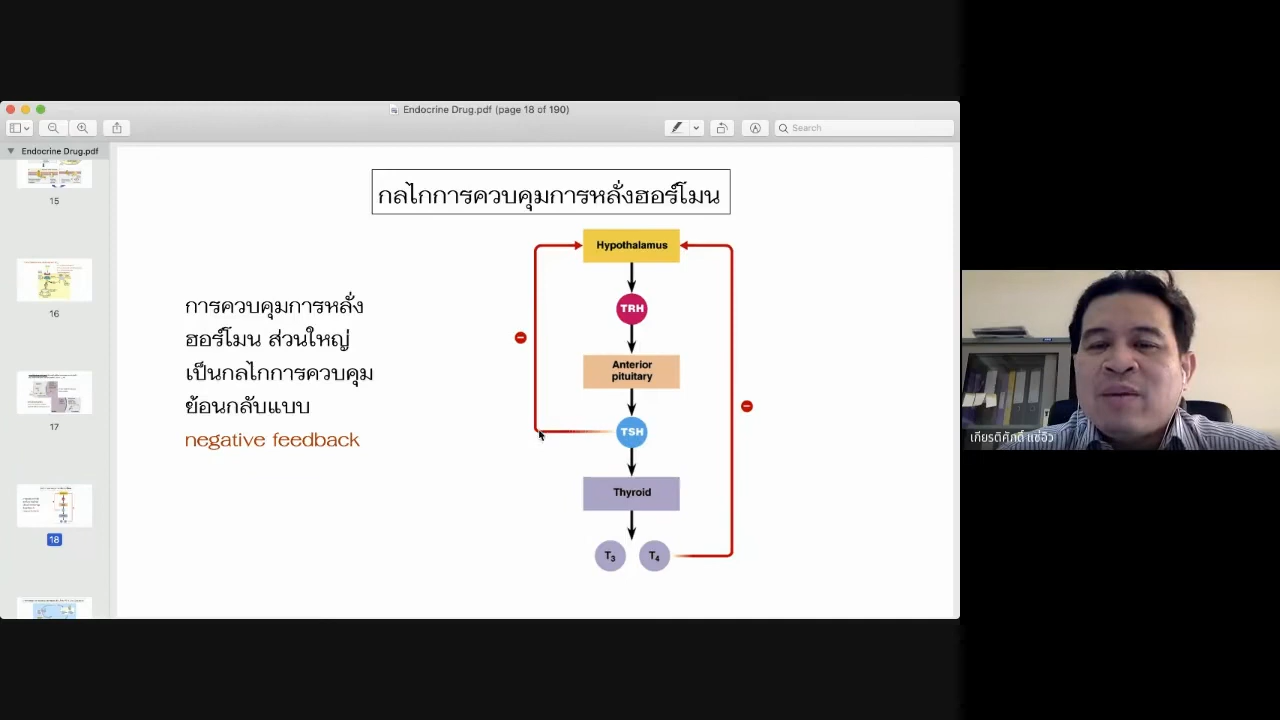 Endocrine Drug.pdf (page 18 of 190)
Search
Endocrine Drug.pdf
15
16
17
18
กลไกการควบคุมการหลั่งฮอร์โมน
การควบคุมการหลั่ง
ฮอร์โมน ส่วนใหญ่
เป็นกลไกการควบคุม
ย้อนกลับแบบ
negative feedback
Hypothalamus
TRH
Anterior
pituitary
TSH
Thyroid
T3
T4
เกียรติศักดิ์ แซ่อิว